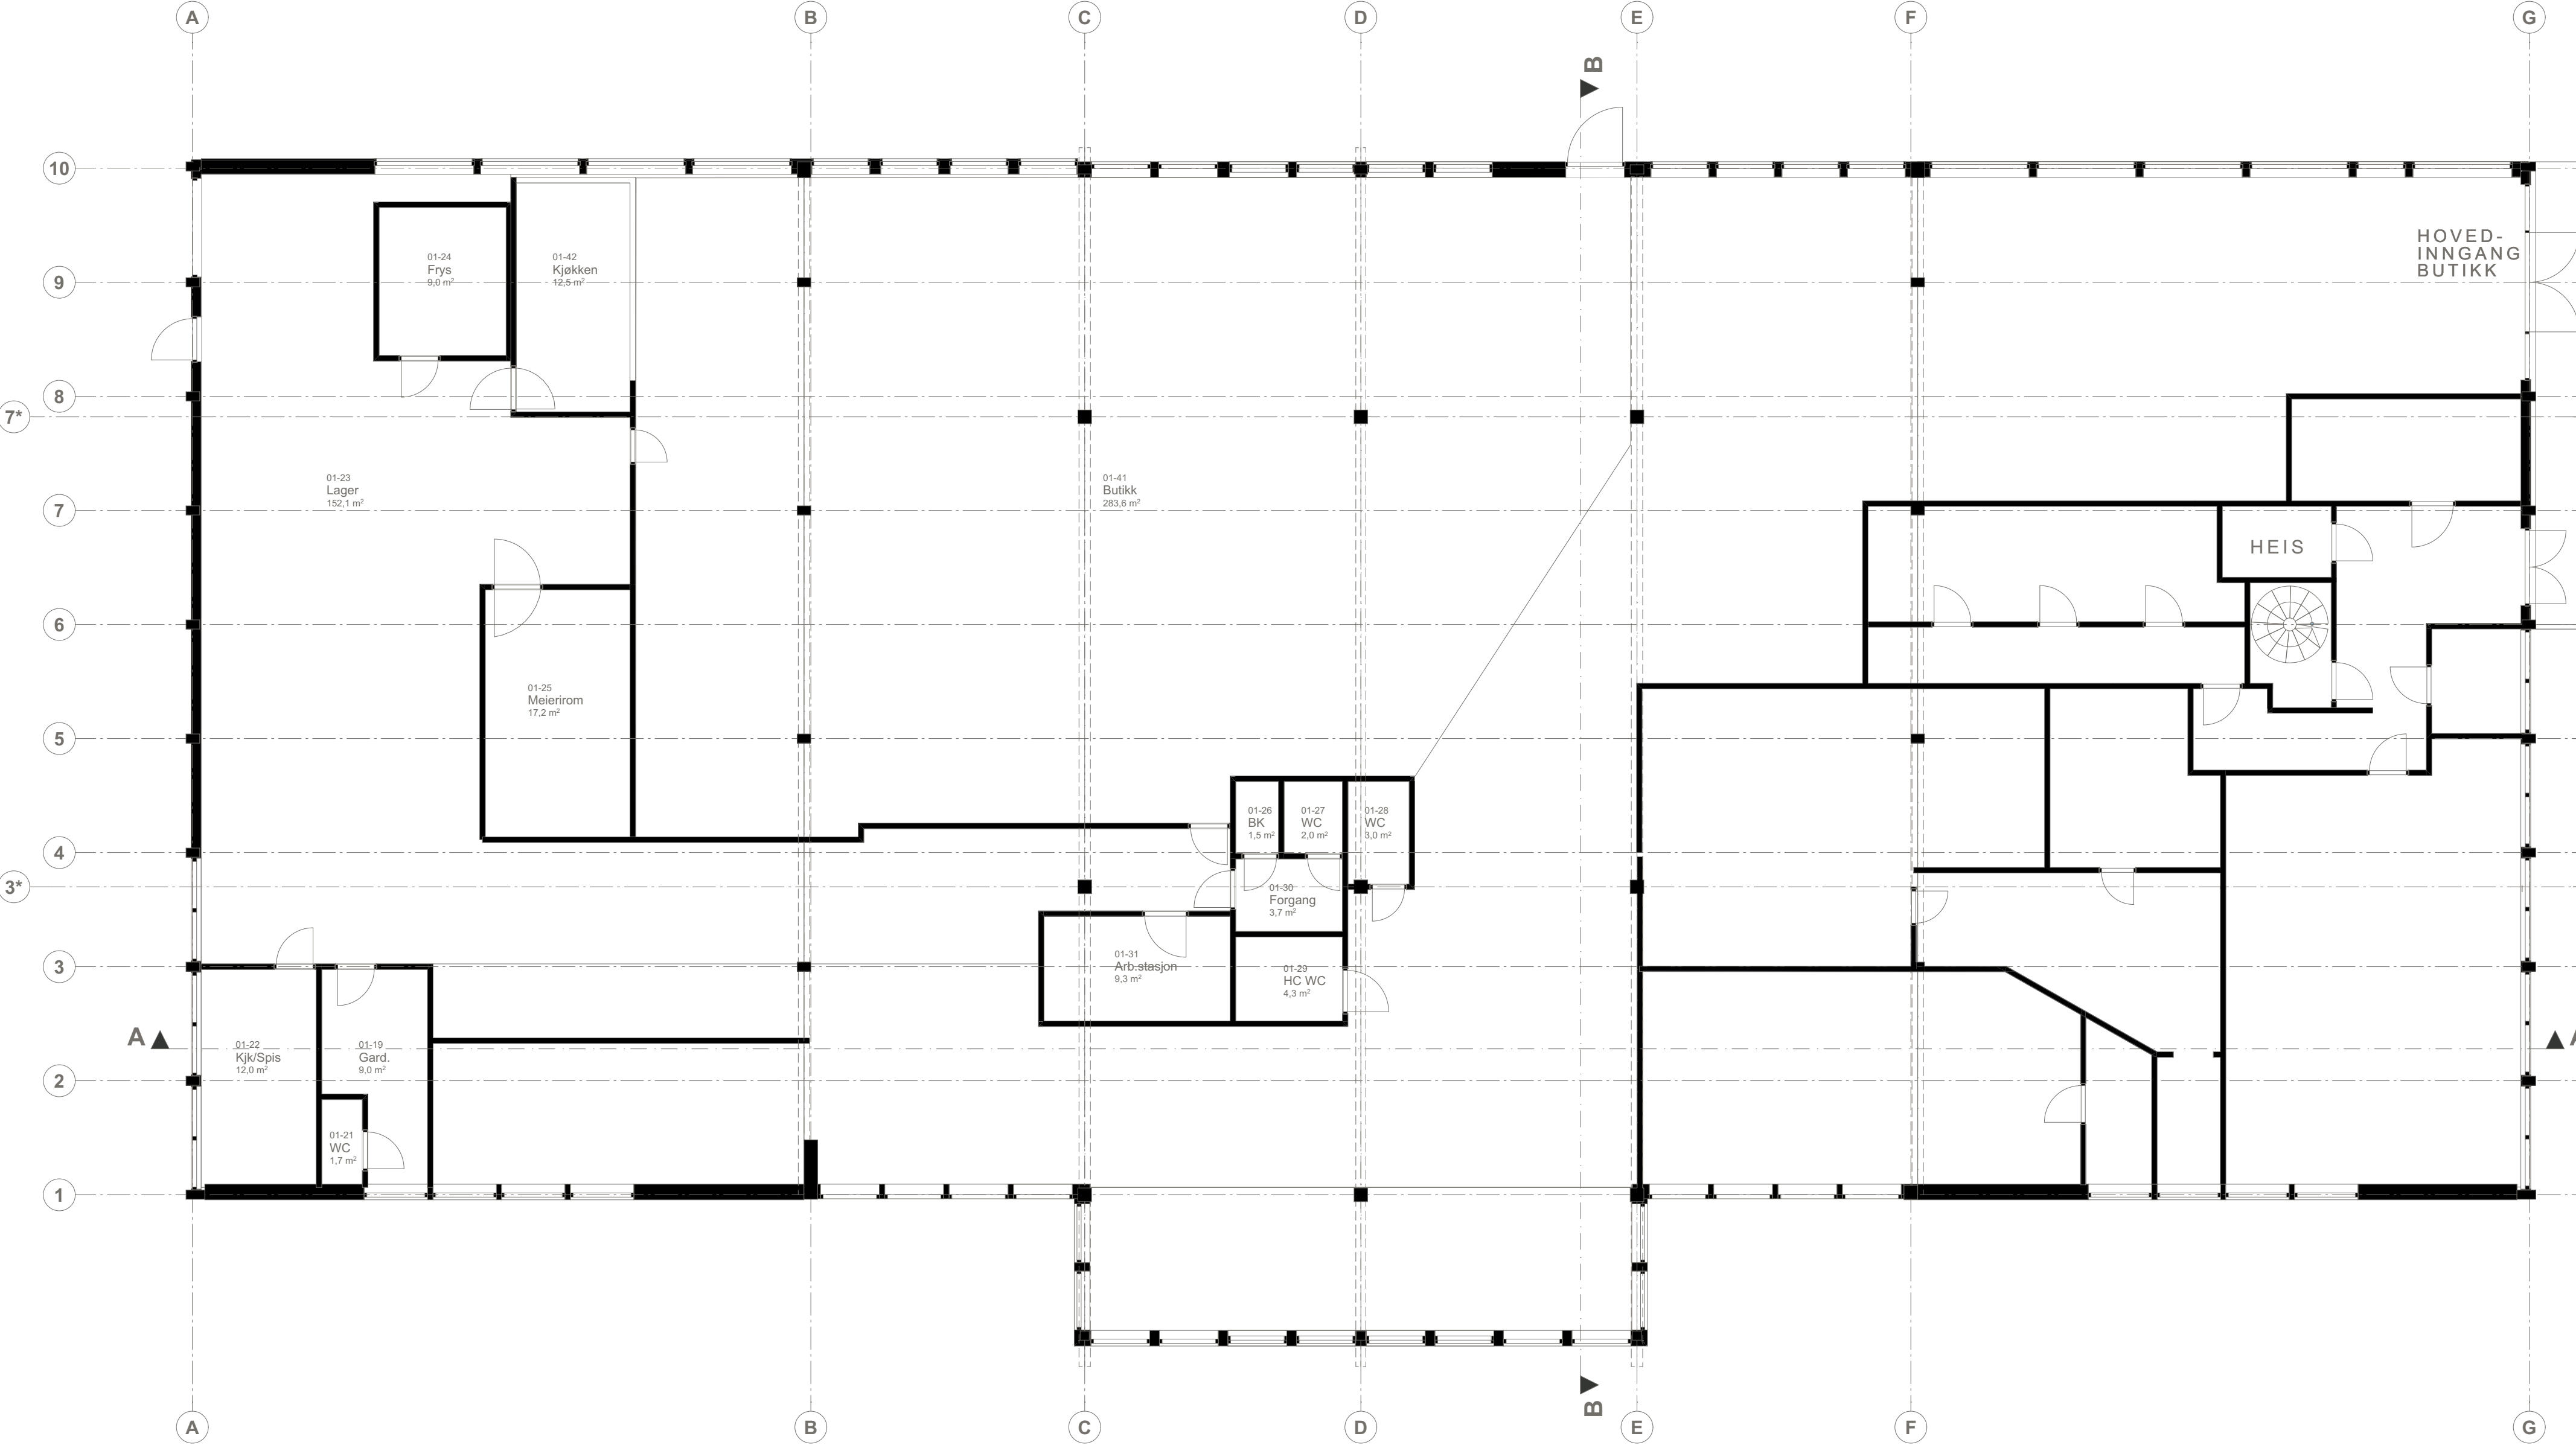 A
B
C
D
E
F
G
B
10
HOVED-
INNGANG
BUTIKK
01-24
Frys
9,0 m²
01-42
Kjøkken
12,5 m²
9
8
7*
01-23
Lager
152,1 m²
01-41
Butikk
283,6 m²
7
HEIS
6
01-25
Meierirom
17,2 m²
5
01-26
BK
1,5 m²
01-27
WC
2,0 m²
01-28
WC
3,0 m²
4
3*
01-30
Forgang
3,7 m²
01-31
Arb.stasjon
9,3 m²
3
01-29
HC WC
4,3 m²
A
A
01-22
Kjk/Spis
12,0 m²
01-19
Gard.
9,0 m²
2
01-21
WC
1,7 m²
1
B
A
B
C
D
E
F
G